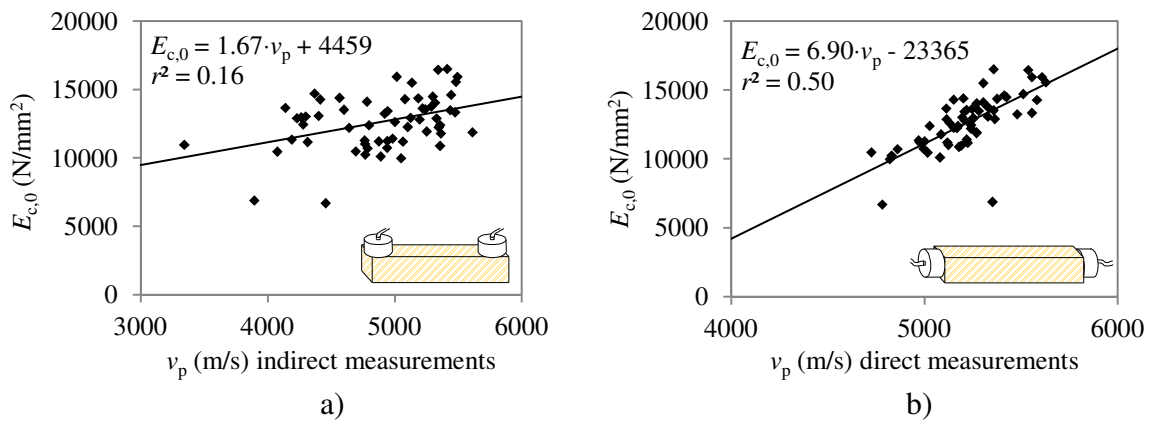 20000
15000
10000
5000
0
E_c,0 (N/mm²)
E_c,0 = 1.67·v_p + 4459
r² = 0.16
3000 4000 5000 6000
v_p (m/s) indirect measurements
a)
20000
15000
10000
5000
0
E_c,0 (N/mm²)
E_c,0 = 6.90·v_p - 23365
r² = 0.50
4000 5000 6000
v_p (m/s) direct measurements
b)